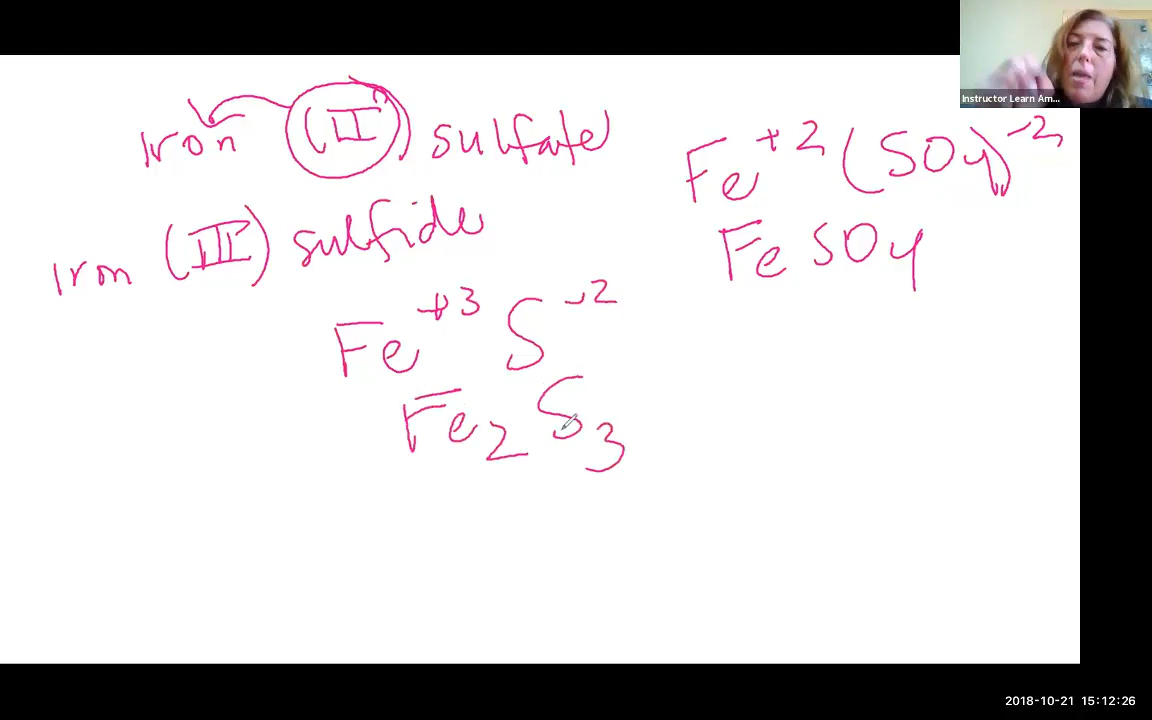 Iron (II) sulfate
Fe+2 (SO4)-2
FeSO4
Iron (III) sulfide
Fe+3 S-2
Fe2S3
Instructor Learn Am...
2018-10-21 15:12:26